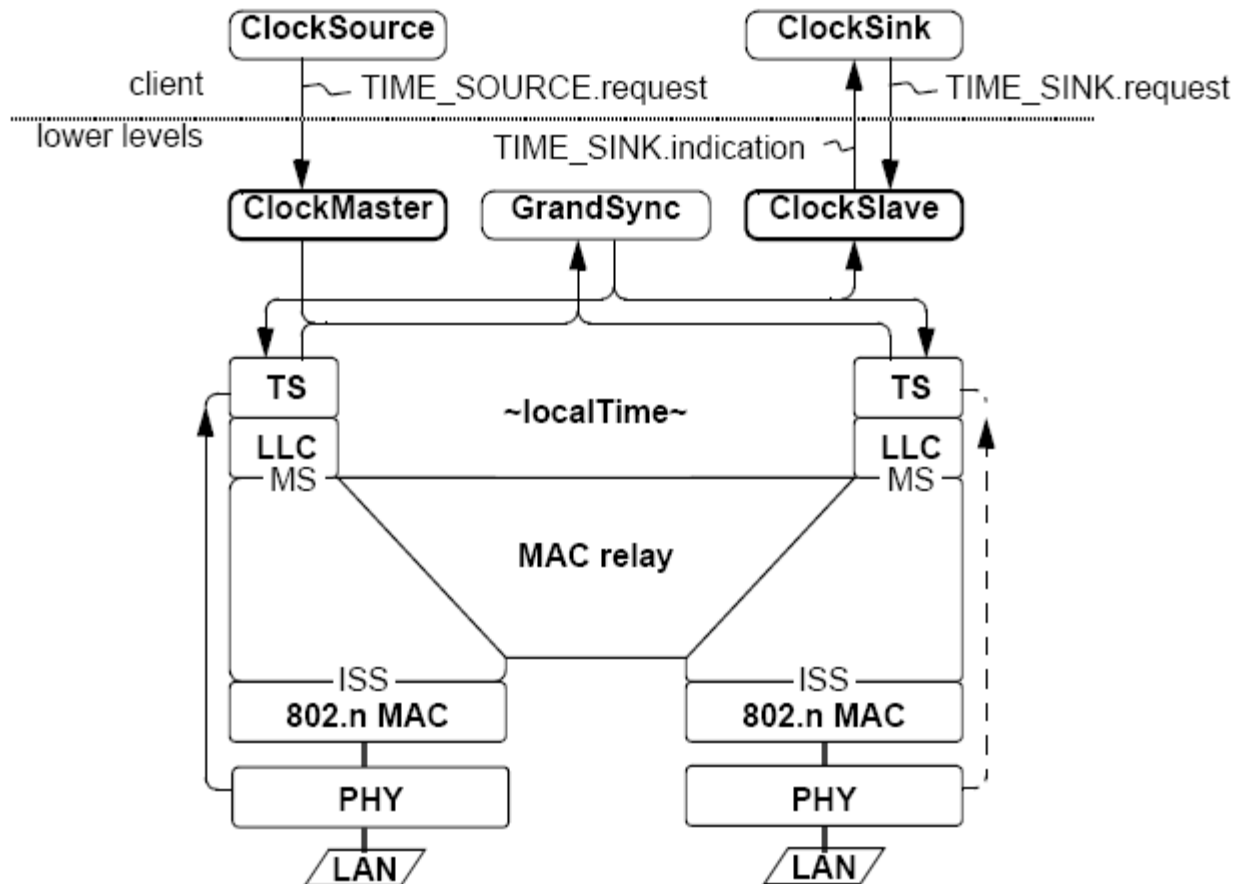 ClockSource
ClockSink
client
TIME_SOURCE.request
TIME_SINK.request
lower levels
TIME_SINK.indication
ClockMaster
GrandSync
ClockSlave
TS
TS
~localTime~
LLC
LLC
MS
MS
MAC relay
ISS
ISS
802.n MAC
802.n MAC
PHY
PHY
LAN
LAN